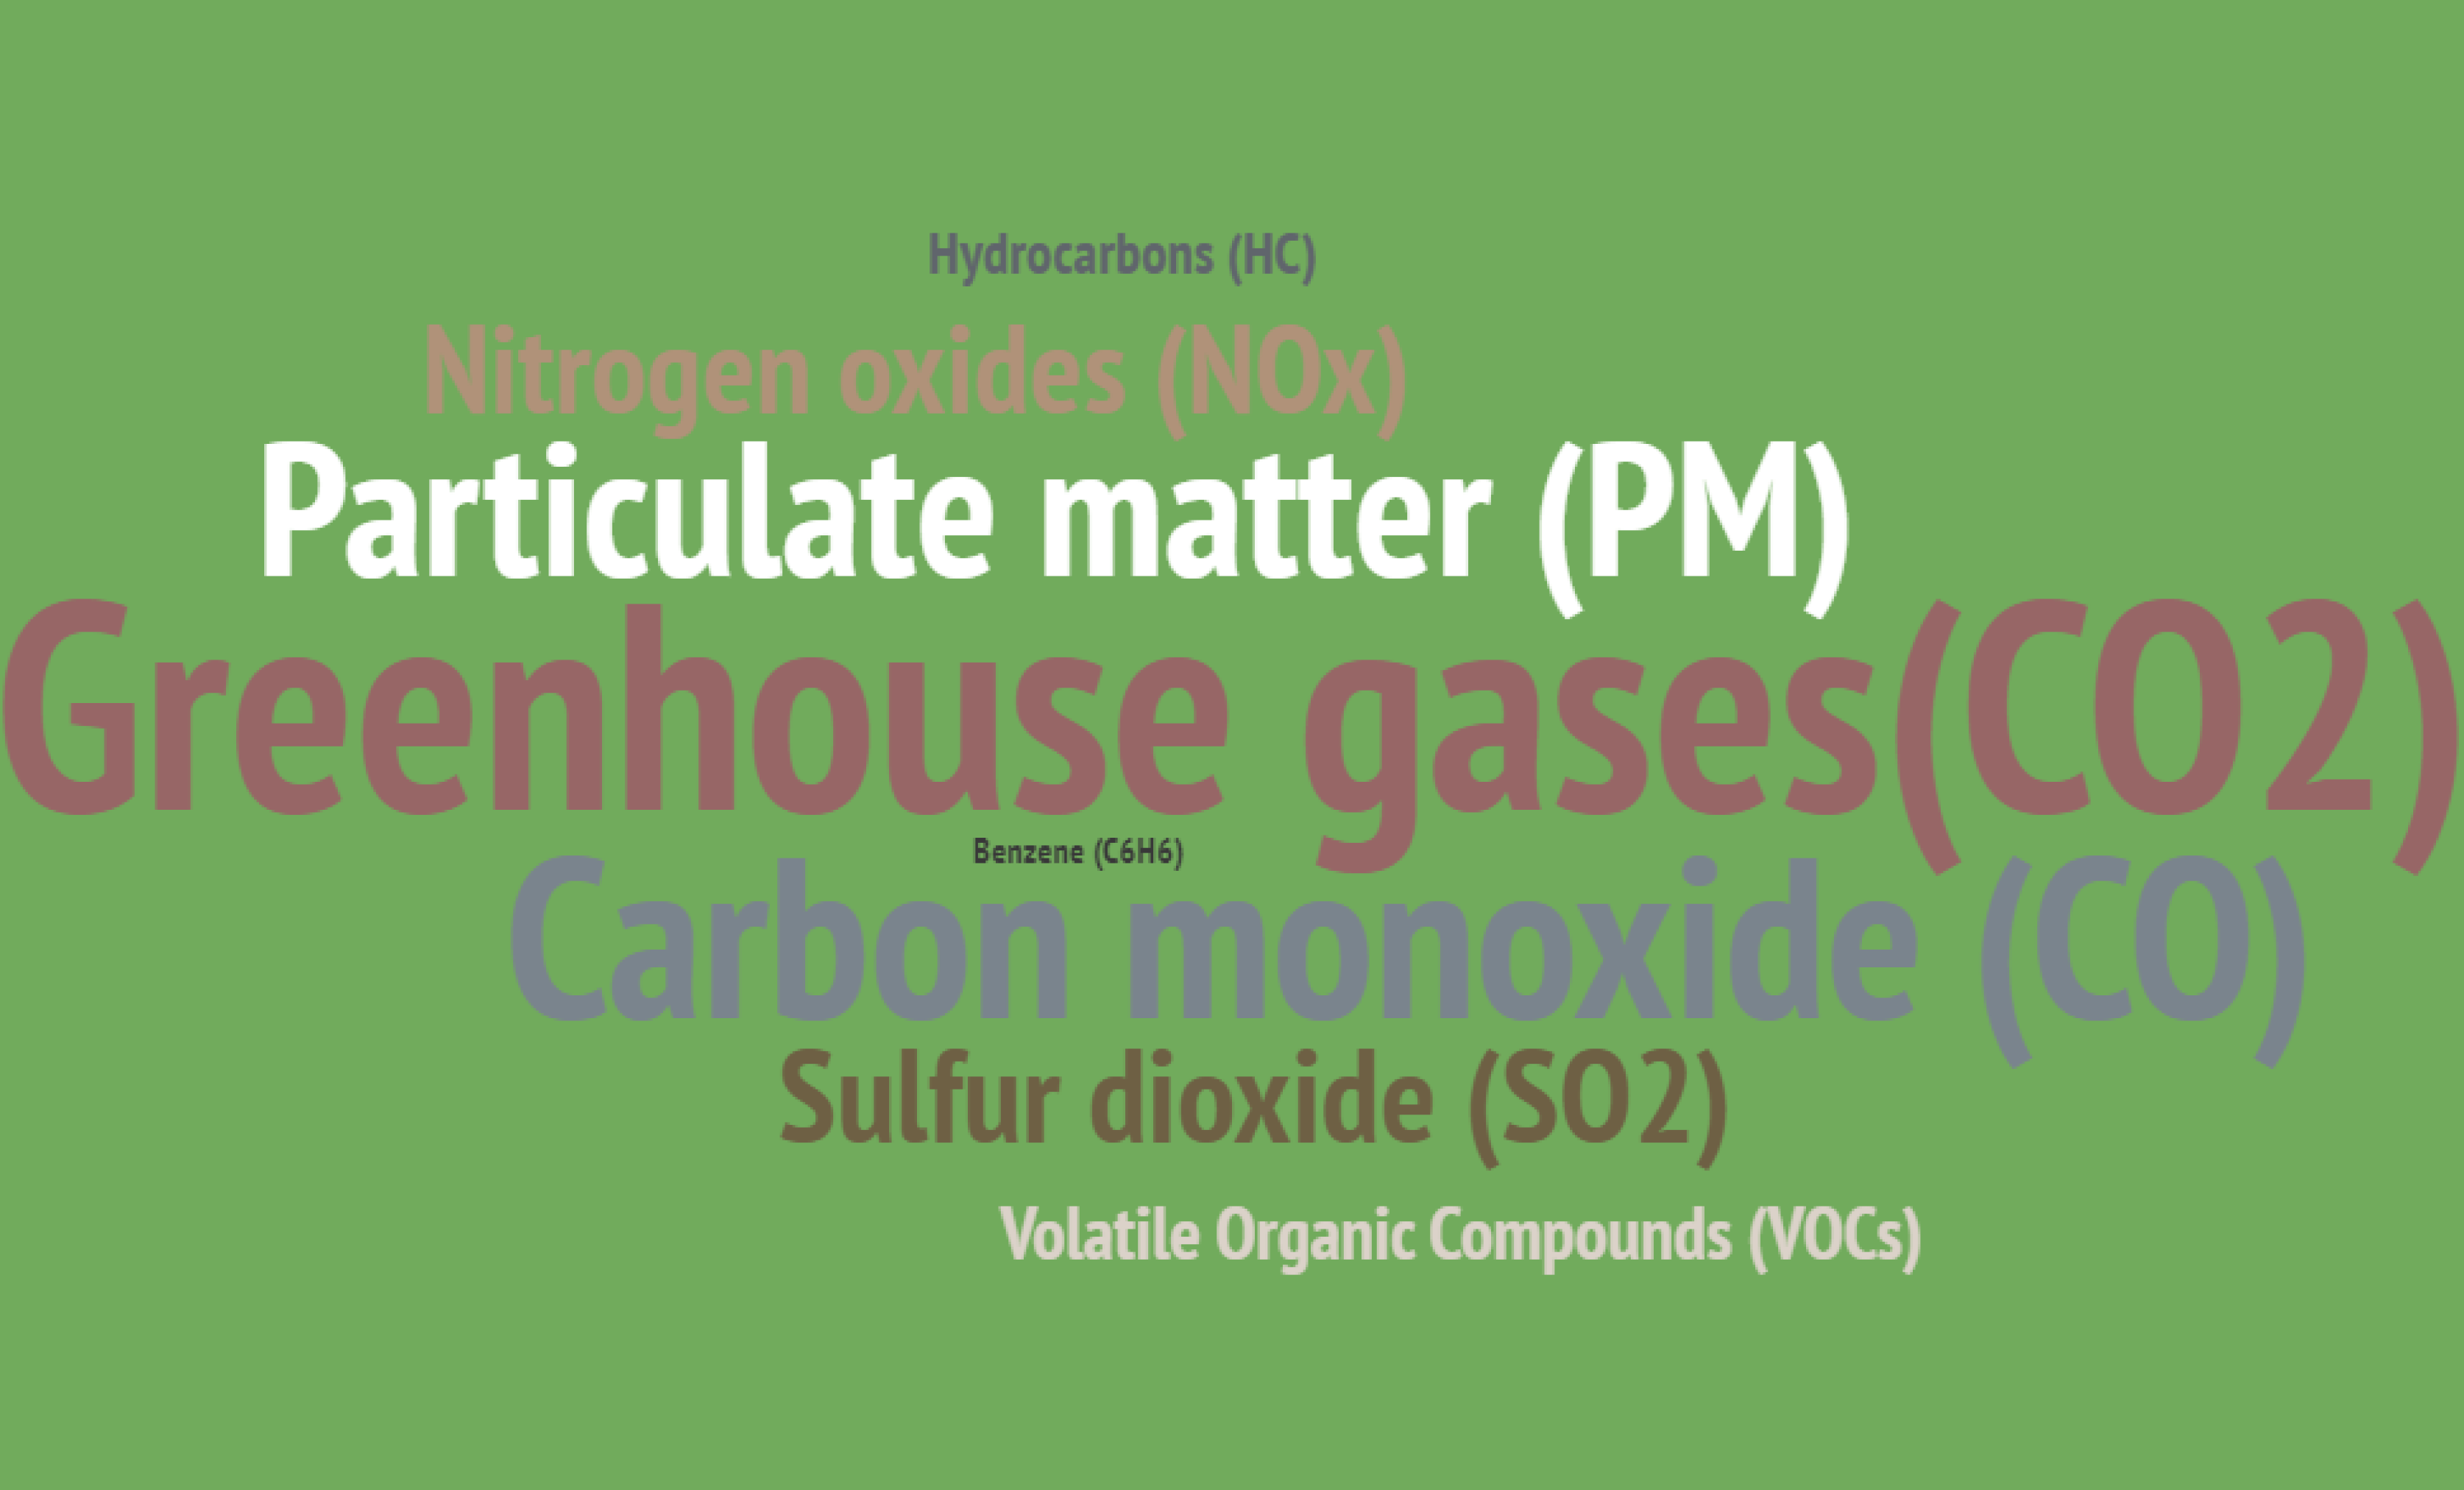 Hydrocarbons (HC)
Nitrogen oxides (NOx)
Particulate matter (PM)
Greenhouse gases(CO2)
Benzene (C6H6)
Carbon monoxide (CO)
Sulfur dioxide (SO2)
Volatile Organic Compounds (VOCs)